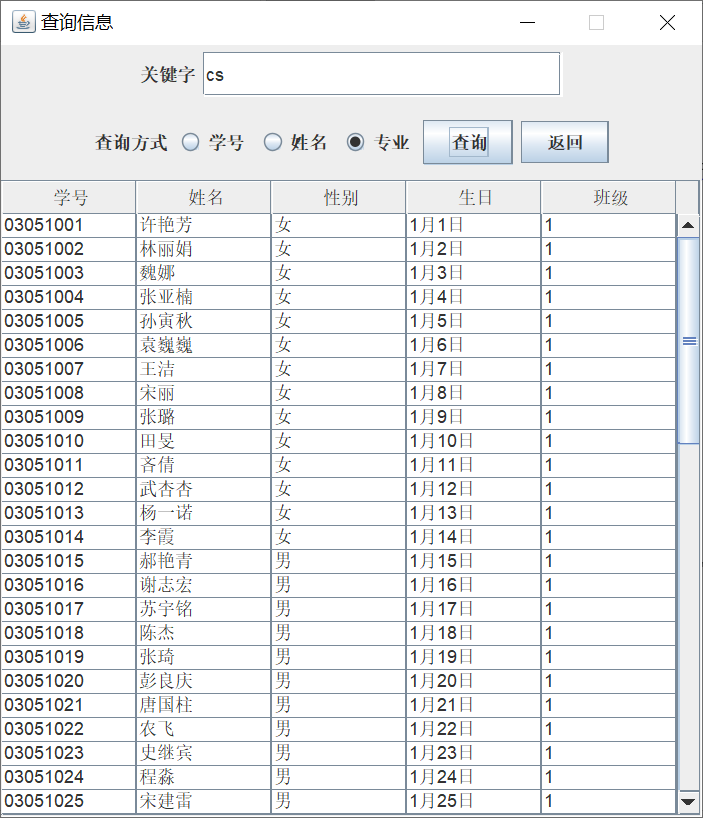 查询信息
关键字 cs
查询方式 学号 姓名 专业 查询 返回
学号 姓名 性别 生日 班级
03051001 许艳芳 女 1月1日 1
03051002 林丽娟 女 1月2日 1
03051003 魏娜 女 1月3日 1
03051004 张亚楠 女 1月4日 1
03051005 孙寅秋 女 1月5日 1
03051006 袁巍巍 女 1月6日 1
03051007 王洁 女 1月7日 1
03051008 宋丽 女 1月8日 1
03051009 张璐 女 1月9日 1
03051010 田旻 女 1月10日 1
03051011 吝倩 女 1月11日 1
03051012 武杏杏 女 1月12日 1
03051013 杨一诺 女 1月13日 1
03051014 李霞 女 1月14日 1
03051015 郝艳青 男 1月15日 1
03051016 谢志宏 男 1月16日 1
03051017 苏宇铭 男 1月17日 1
03051018 陈杰 男 1月18日 1
03051019 张琦 男 1月19日 1
03051020 彭良庆 男 1月20日 1
03051021 唐国柱 男 1月21日 1
03051022 农飞 男 1月22日 1
03051023 史继宾 男 1月23日 1
03051024 程淼 男 1月24日 1
03051025 宋建雷 男 1月25日 1